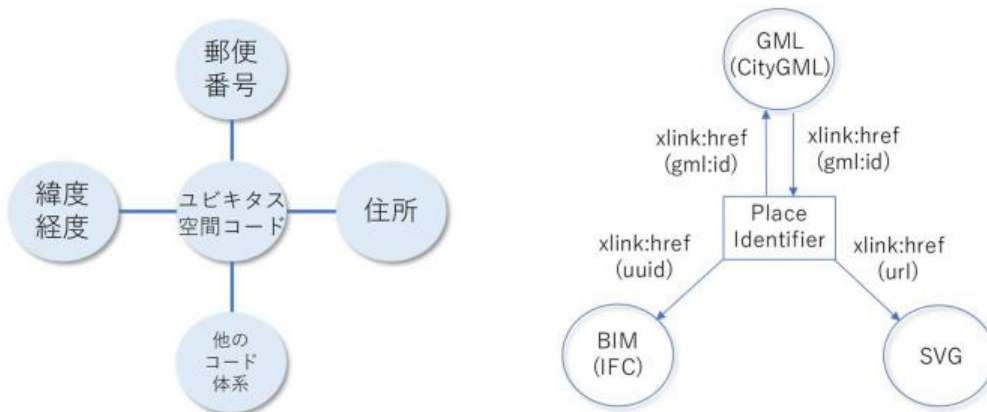 郵便
番号
緯度
経度
ユビキタス
空間コード
住所
他の
コード
体系
GML
(CityGML)
xlink:href
(gml:id)
xlink:href
(gml:id)
Place
Identifier
xlink:href
(uuid)
xlink:href
(url)
BIM
(IFC)
SVG